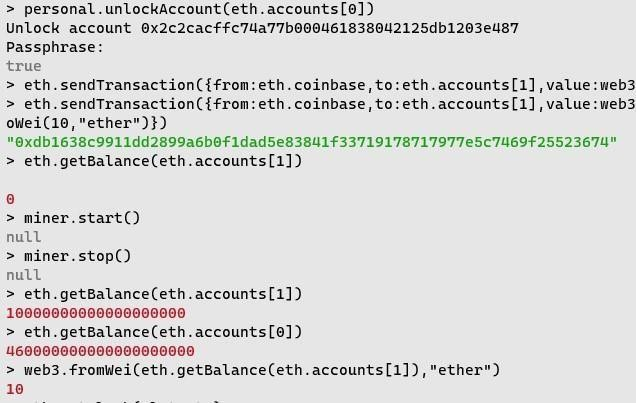 > personal.unlockAccount(eth.accounts[0])
Unlock account 0x2c2cacffc74a77b000461838042125db1203e487
Passphrase:
true
> eth.sendTransaction({from:eth.coinbase,to:eth.accounts[1],value:web3
> eth.sendTransaction({from:eth.coinbase,to:eth.accounts[1],value:web3
oWei(10,"ether")})
"0xdb1638c9911dd2899a6b0f1dad5e83841f33719178717977e5c7469f25523674"
> eth.getBalance(eth.accounts[1])
0
> miner.start()
null
> miner.stop()
null
> eth.getBalance(eth.accounts[1])
10000000000000000000
> eth.getBalance(eth.accounts[0])
460000000000000000000
> web3.fromWei(eth.getBalance(eth.accounts[1]),"ether")
10